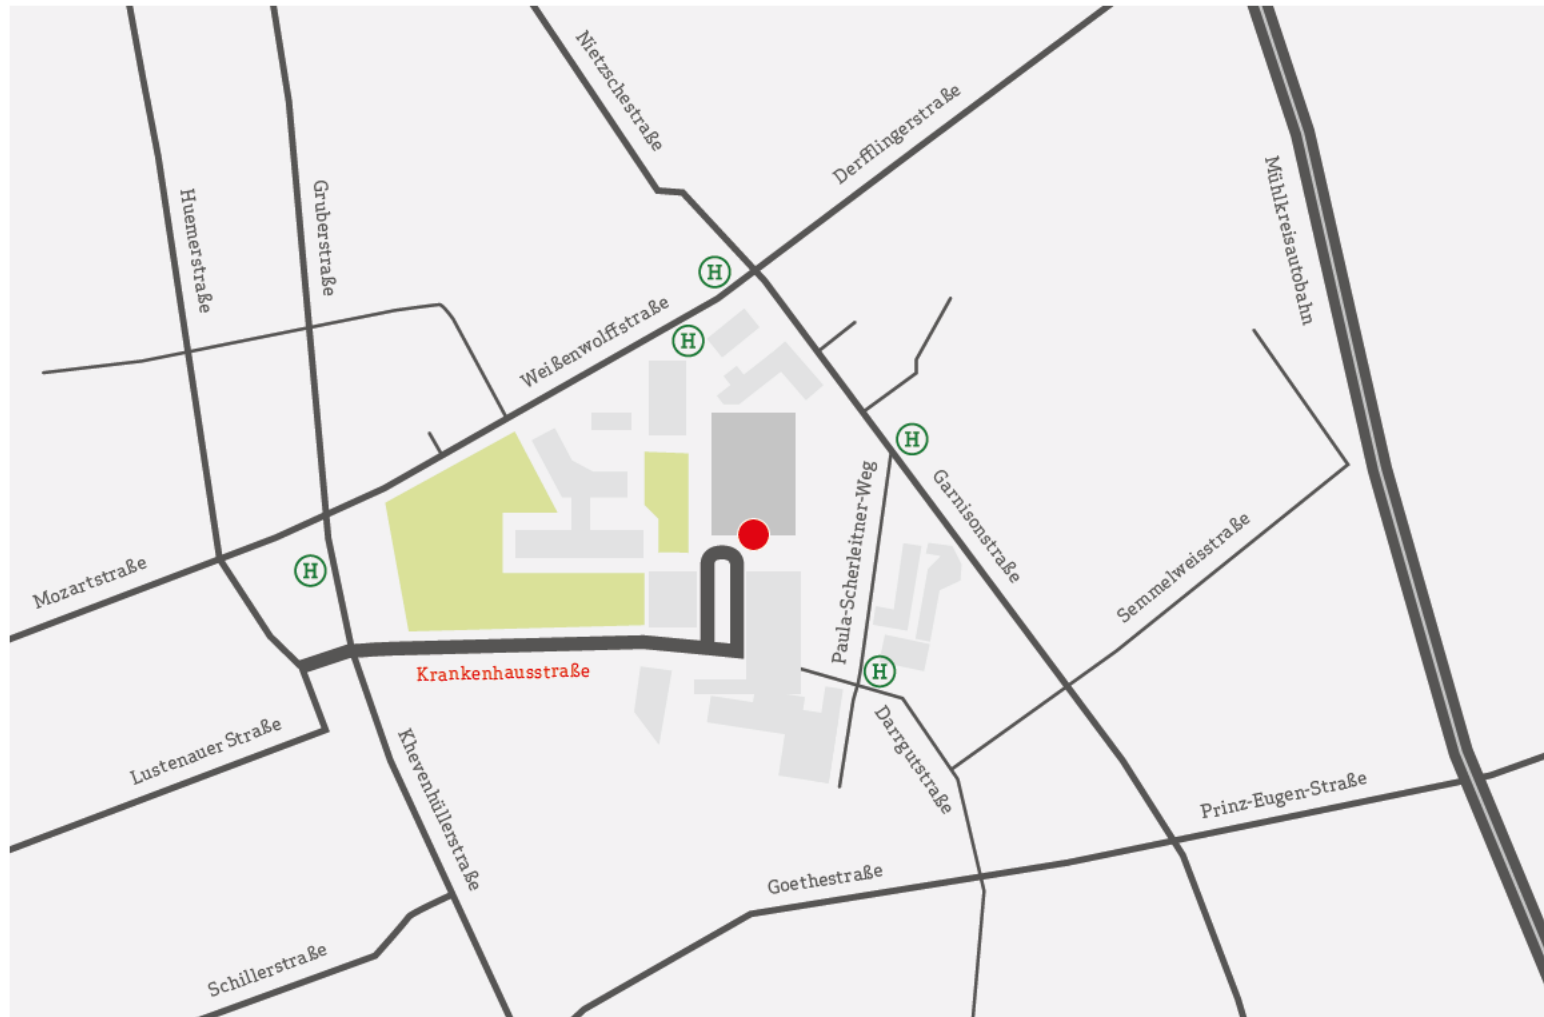 Nietzschestraße
Derfflingerstraße
Mühlkreisautobahn
Huemerstraße
Gruberstraße
H
Weißenwolffstraße
H
H
Garnisonstraße
Paula-Scherleitner-Weg
Semmelweisstraße
Mozartstraße
H
Krankenhausstraße
H
Lustenauer Straße
Khevenhüllerstraße
Darrgutstraße
Prinz-Eugen-Straße
Goethestraße
Schillerstraße